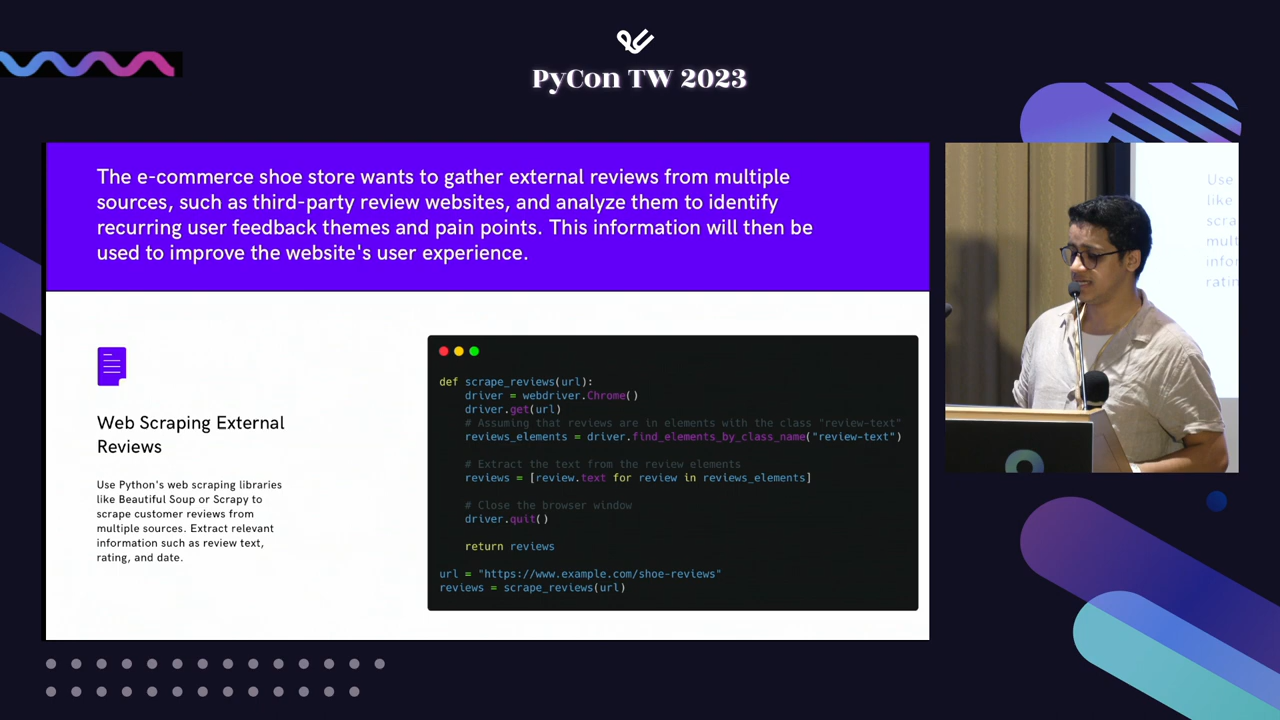 PyCon TW 2023
The e-commerce shoe store wants to gather external reviews from multiple
sources, such as third-party review websites, and analyze them to identify
recurring user feedback themes and pain points. This information will then be
used to improve the website's user experience.
Web Scraping External
Reviews
Use Python's web scraping libraries
like Beautiful Soup or Scrapy to
scrape customer reviews from
multiple sources. Extract relevant
information such as review text,
rating, and date.
def scrape_reviews(url):
    driver = webdriver.Chrome()
    driver.get(url)
    # Assuming that reviews are in elements with the class "review-text"
    reviews_elements = driver.find_elements_by_class_name("review-text")
    # Extract the text from the review elements
    reviews = [review.text for review in reviews_elements]
    # Close the browser window
    driver.quit()
    return reviews
url = "https://www.example.com/shoe-reviews"
reviews = scrape_reviews(url)
Use
like
scra
mult
infor
ratin